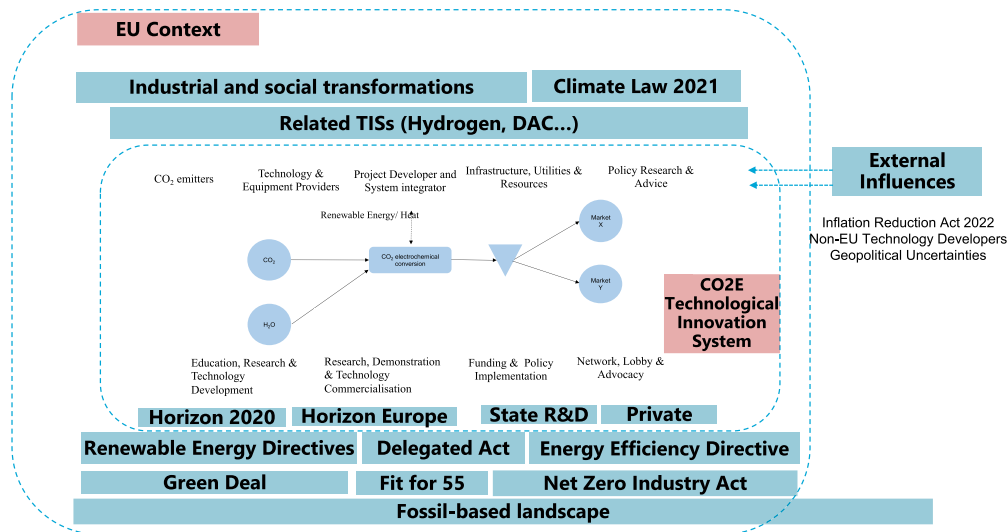 EU Context
Industrial and social transformations
Climate Law 2021
Related TISs (Hydrogen, DAC...)
CO₂ emitters
Technology &
Equipment Providers
Project Developer and
System integrator
Infrastructure, Utilities &
Resources
Policy Research &
Advice
External
Influences
Inflation Reduction Act 2022
Non-EU Technology Developers
Geopolitical Uncertainties
Renewable Energy/ Heat
Market
X
CO₂
CO₂ electrochemical
conversion
Market
Y
H₂O
CO2E
Technological
Innovation
System
Education, Research &
Technology
Development
Research, Demonstration
& Technology
Commercialisation
Funding & Policy
Implementation
Network, Lobby &
Advocacy
Horizon 2020
Horizon Europe
State R&D
Private
Renewable Energy Directives
Delegated Act
Energy Efficiency Directive
Green Deal
Fit for 55
Net Zero Industry Act
Fossil-based landscape